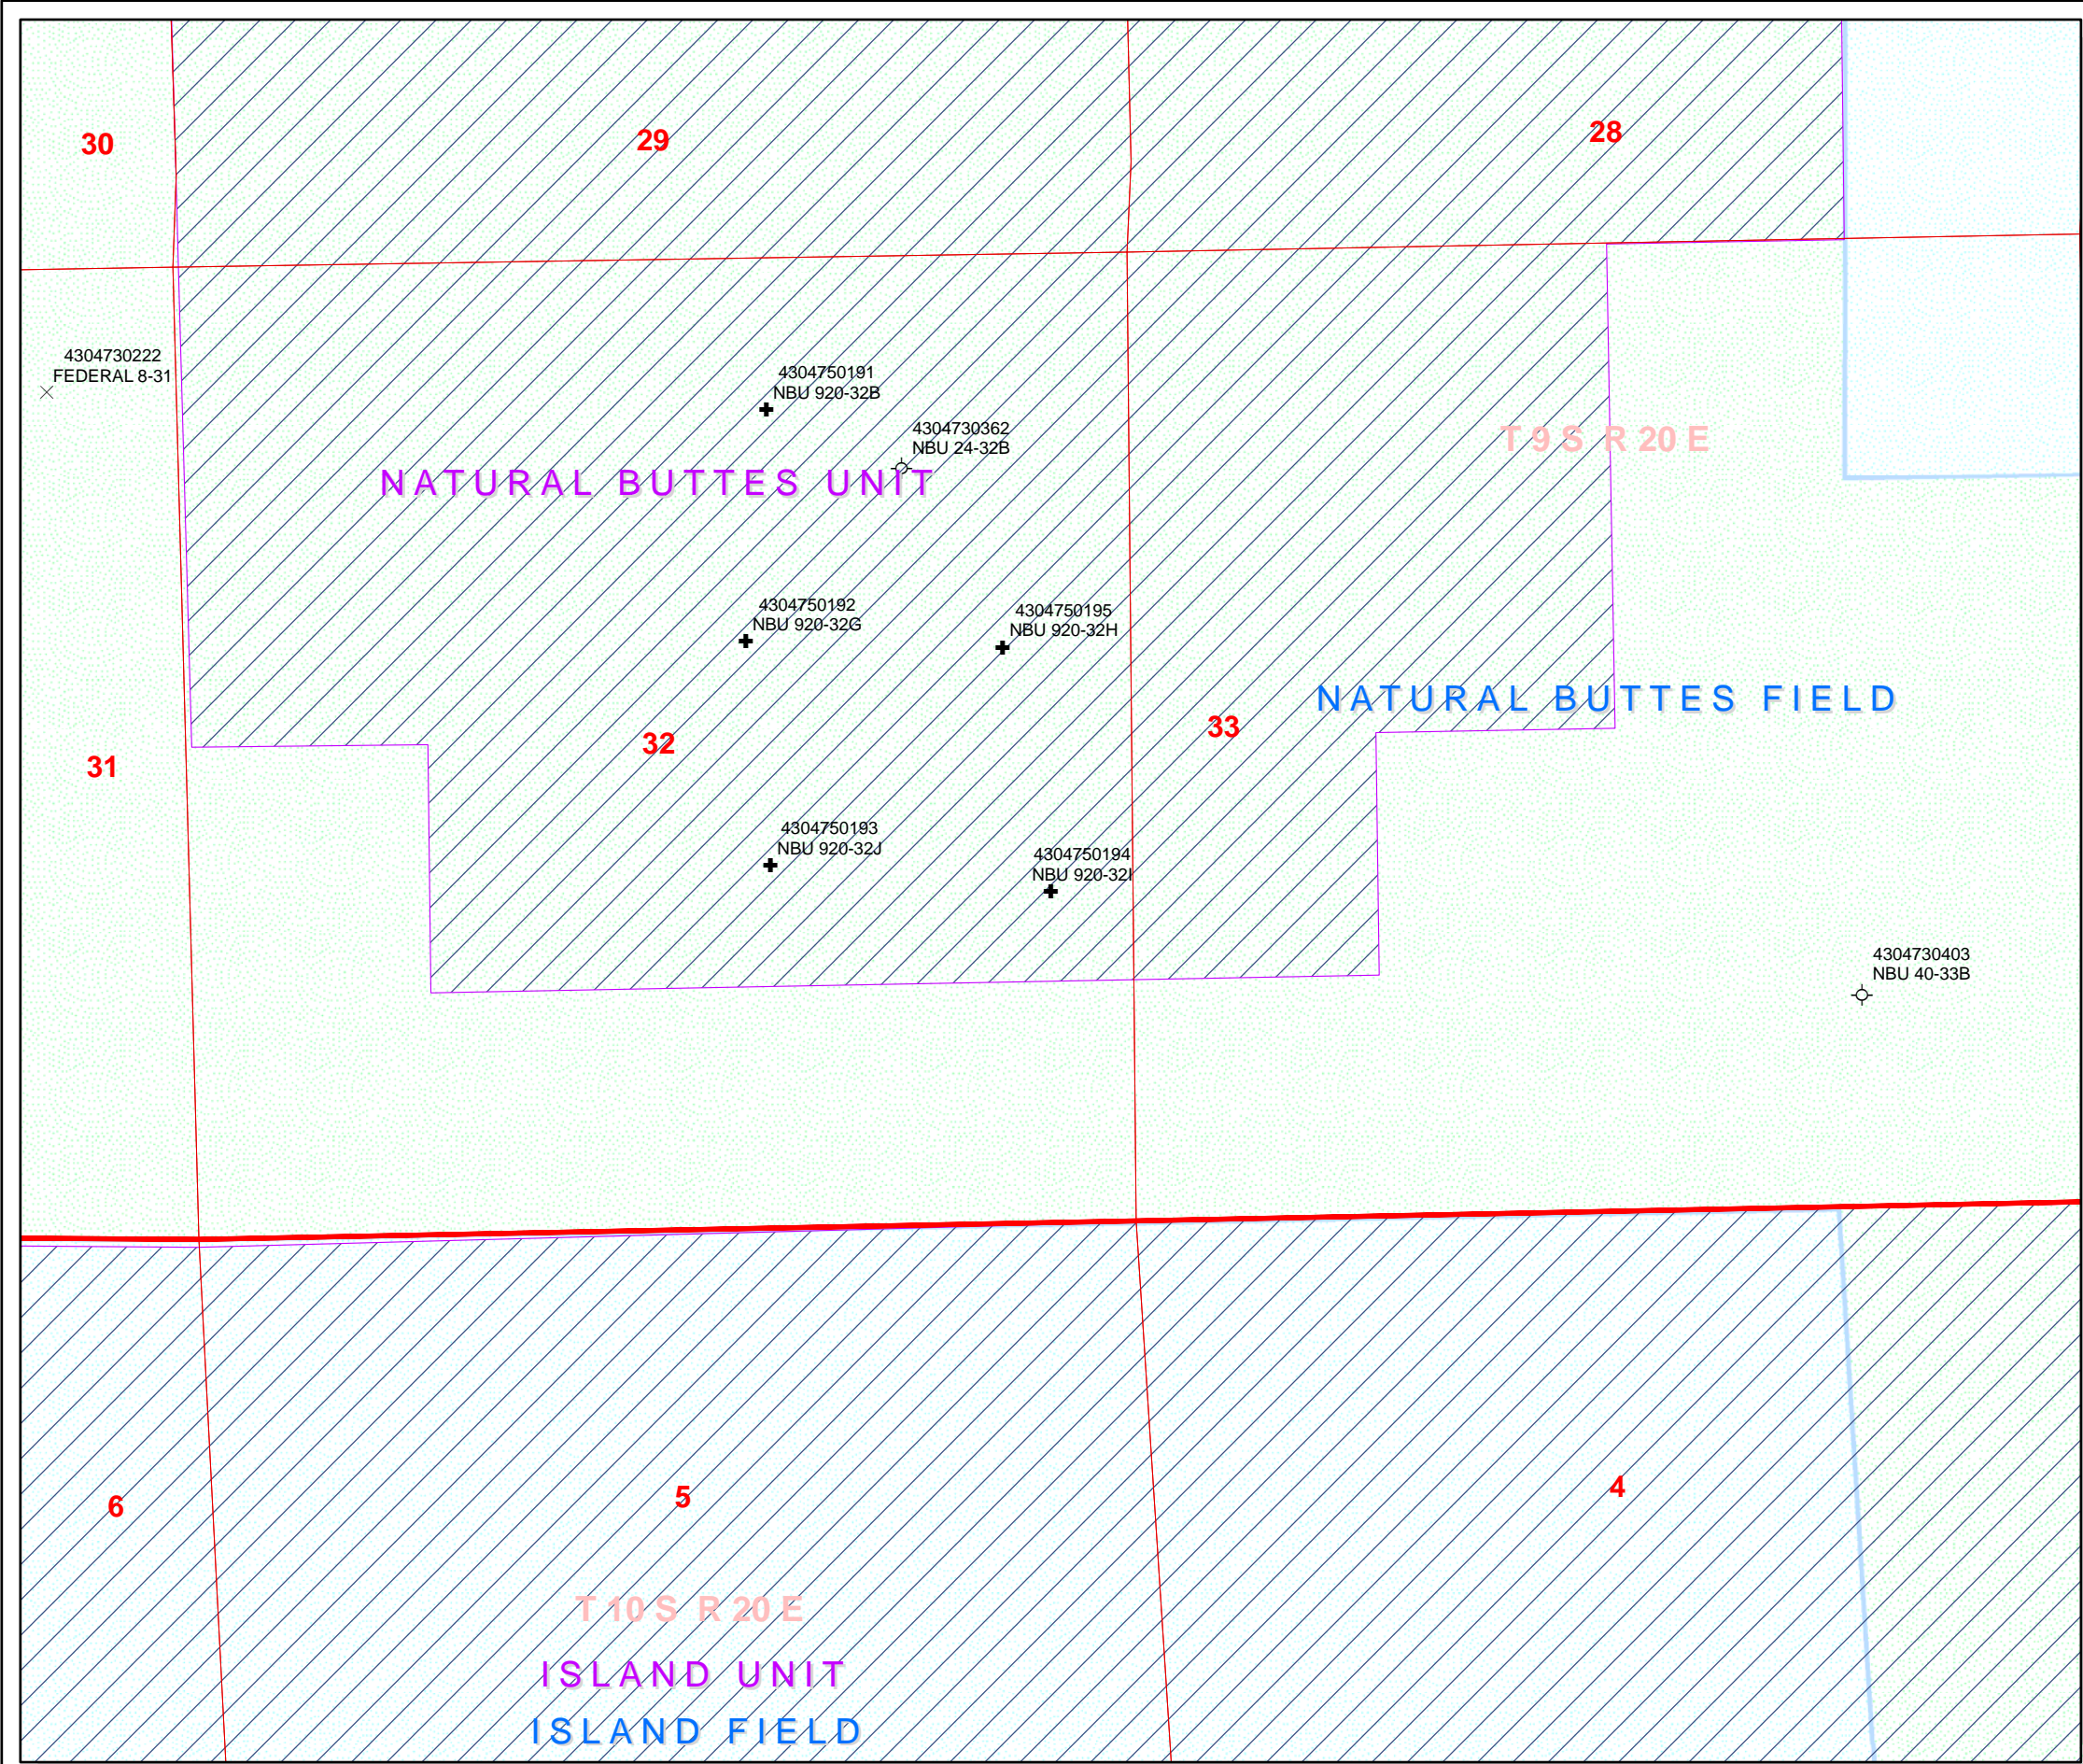 30
29
28
4304730222
FEDERAL 8-31
4304750191
NBU 920-32B
4304730362
NBU 24-32B
T 9 S R 20 E
NATURAL BUTTES UNIT
4304750192
NBU 920-32G
4304750195
NBU 920-32H
NATURAL BUTTES FIELD
31
32
33
4304750193
NBU 920-32J
4304750194
NBU 920-32I
4304730403
NBU 40-33B
6
5
4
T 10 S R 20 E
ISLAND UNIT
ISLAND FIELD